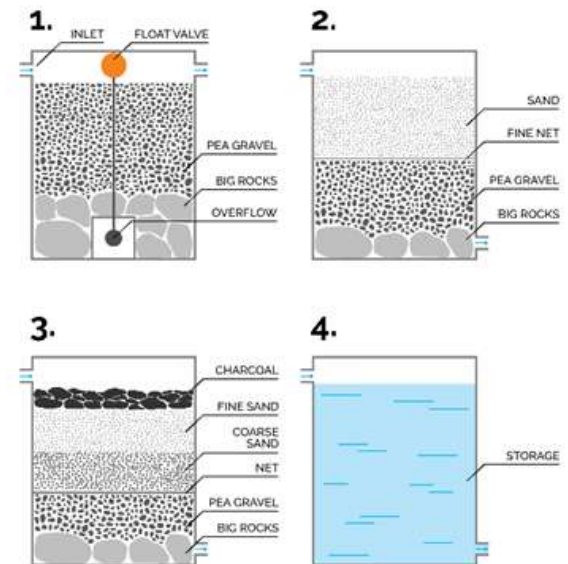 1.
INLET
FLOAT VALVE
PEA GRAVEL
BIG ROCKS
OVERFLOW
2.
SAND
FINE NET
PEA GRAVEL
BIG ROCKS
3.
CHARCOAL
FINE SAND
COARSE
SAND
NET
PEA GRAVEL
BIG ROCKS
4.
STORAGE